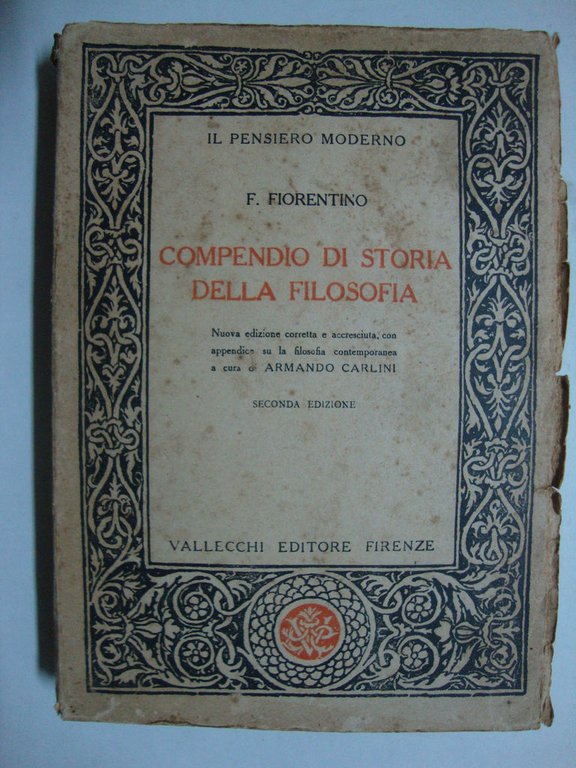 IL PENSIERO MODERNO
F. FIORENTINO
COMPENDIO DI STORIA
DELLA FILOSOFIA
Nuova edizione corretta e accresciuta, con
appendice su la filosofia contemporanea
a cura di ARMANDO CARLINI
SECONDA EDIZIONE
VALLECCHI EDITORE FIRENZE